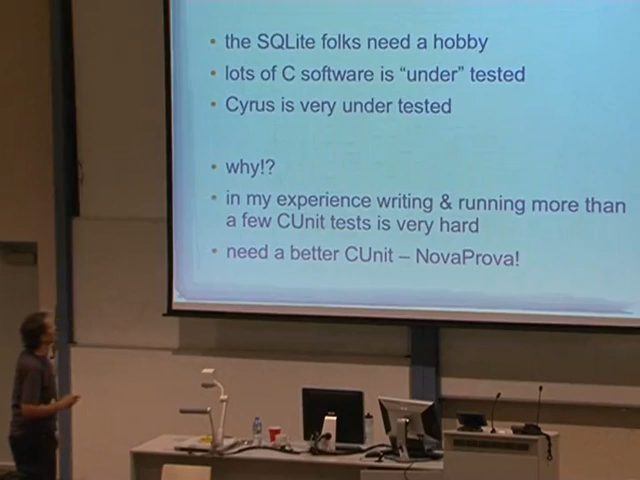 • the SQLite folks need a hobby
• lots of C software is “under” tested
• Cyrus is very under tested
• why!?
• in my experience writing & running more than
a few CUnit tests is very hard
• need a better CUnit – NovaProva!